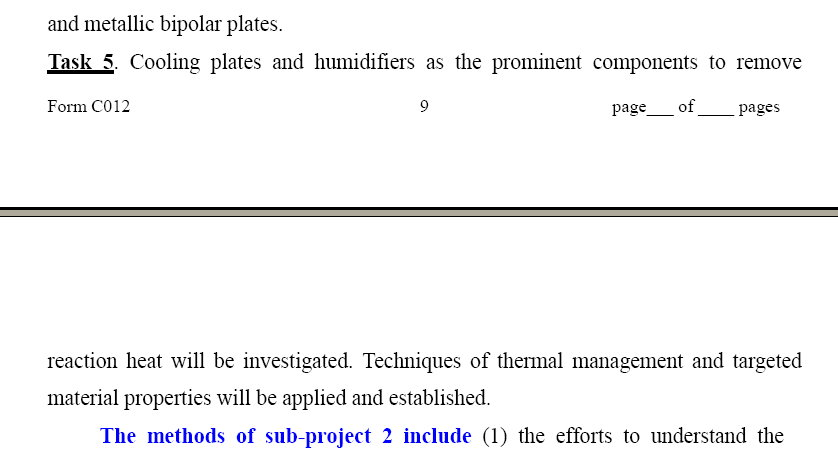 and metallic bipolar plates.
Task 5. Cooling plates and humidifiers as the prominent components to remove
Form C012 9 page___ of ____ pages
reaction heat will be investigated. Techniques of thermal management and targeted
material properties will be applied and established.
The methods of sub-project 2 include (1) the efforts to understand the